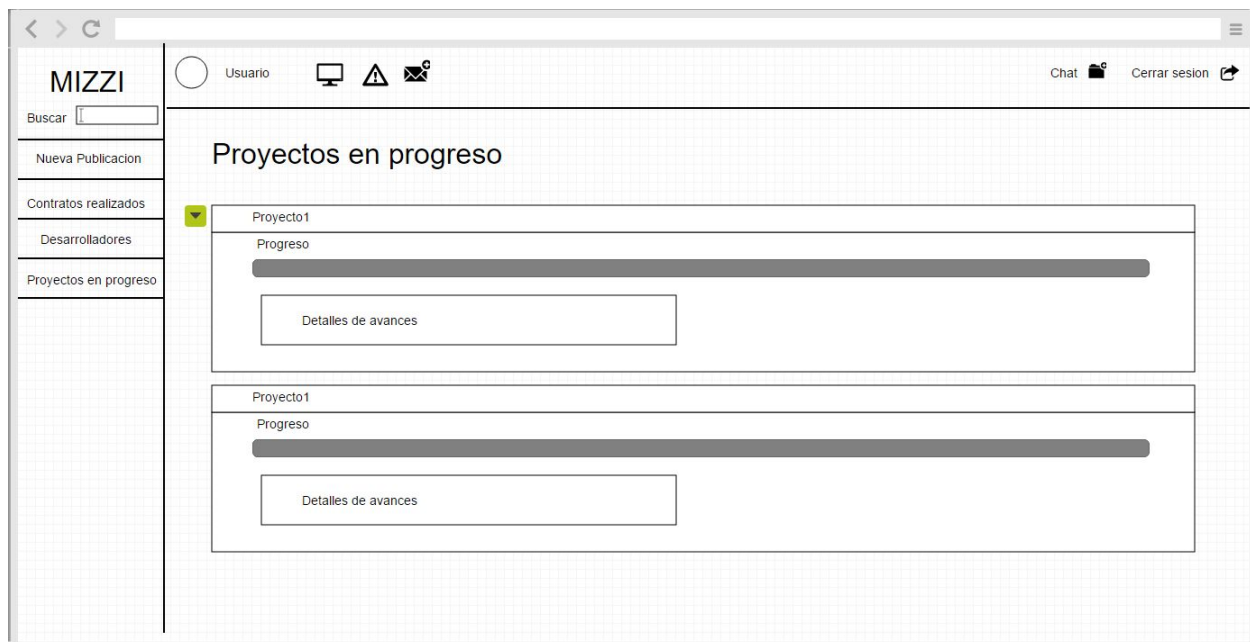 MIZZI
Buscar
Nueva Publicacion
Contratos realizados
Desarrolladores
Proyectos en progreso
Usuario
Chat
Cerrar sesion
Proyectos en progreso
Proyecto1
Progreso
Detalles de avances
Proyecto1
Progreso
Detalles de avances